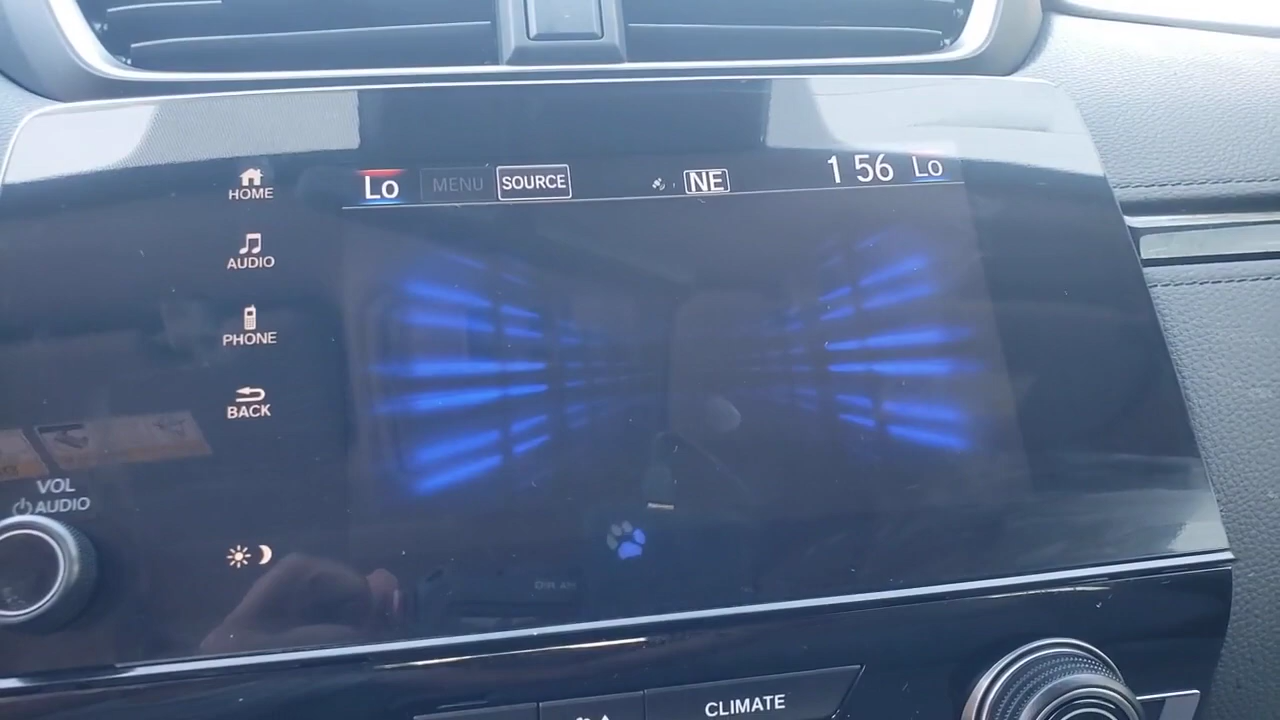 HOME
Lo MENU SOURCE NE 1 56 Lo
AUDIO
PHONE
BACK
VOL
AUDIO
CLIMATE